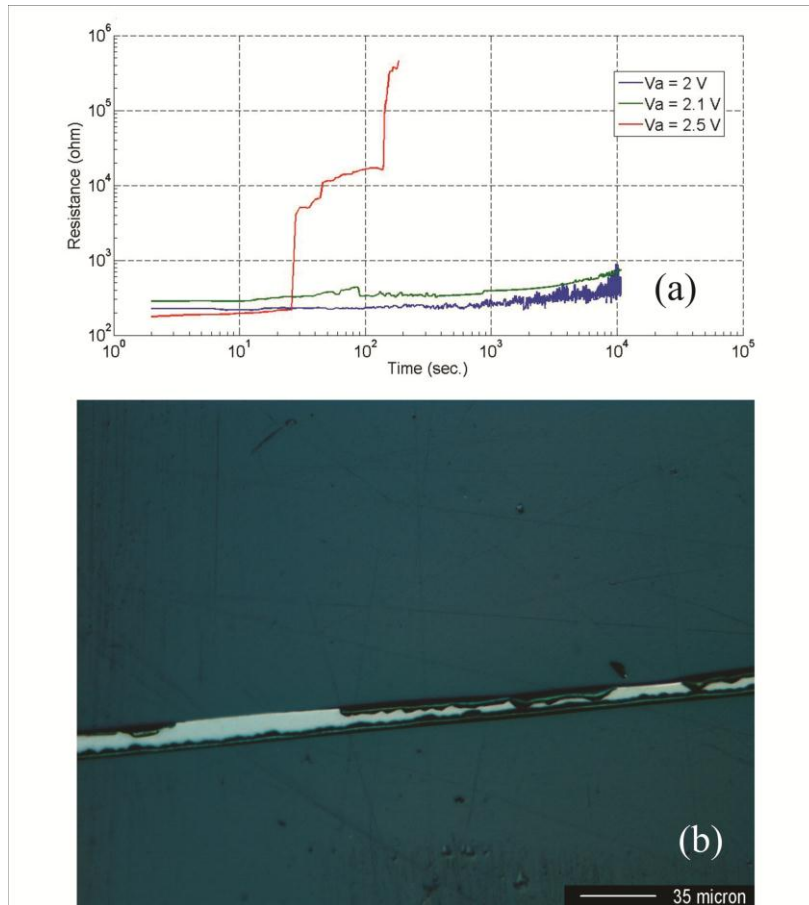 10^6
10^5
10^4
10^3
10^2
Resistance (ohm)
Va = 2 V
Va = 2.1 V
Va = 2.5 V
(a)
10^0 10^1 10^2 10^3 10^4 10^5
Time (sec.)
(b)
35 micron